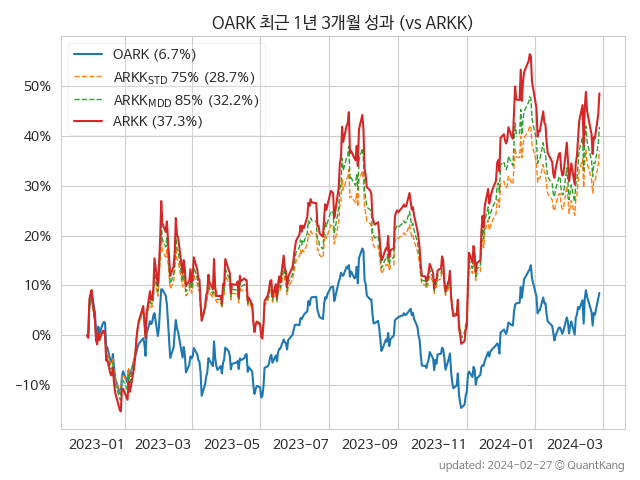 OARK 최근 1년 3개월 성과 (vs ARKK)
OARK (6.7%)
ARKK_STD 75% (28.7%)
ARKK_MDD 85% (32.2%)
ARKK (37.3%)
50%
40%
30%
20%
10%
0%
−10%
2023-01 2023-03 2023-05 2023-07 2023-09 2023-11 2024-01 2024-03
updated: 2024-02-27 © QuantKang